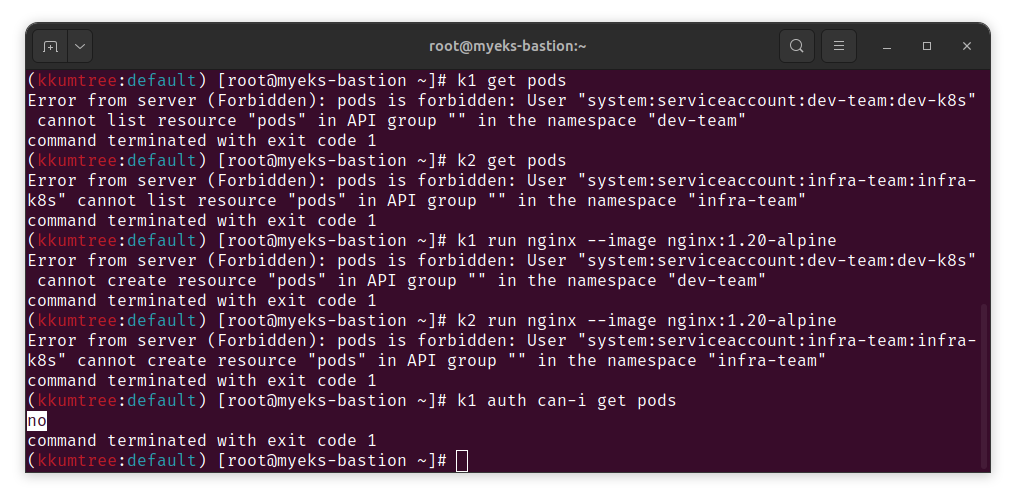 root@myeks-bastion:~
(kkumtree:default) [root@myeks-bastion ~]# k1 get pods
Error from server (Forbidden): pods is forbidden: User "system:serviceaccount:dev-team:dev-k8s"
 cannot list resource "pods" in API group "" in the namespace "dev-team"
command terminated with exit code 1
(kkumtree:default) [root@myeks-bastion ~]# k2 get pods
Error from server (Forbidden): pods is forbidden: User "system:serviceaccount:infra-team:infra-
k8s" cannot list resource "pods" in API group "" in the namespace "infra-team"
command terminated with exit code 1
(kkumtree:default) [root@myeks-bastion ~]# k1 run nginx --image nginx:1.20-alpine
Error from server (Forbidden): pods is forbidden: User "system:serviceaccount:dev-team:dev-k8s"
 cannot create resource "pods" in API group "" in the namespace "dev-team"
command terminated with exit code 1
(kkumtree:default) [root@myeks-bastion ~]# k2 run nginx --image nginx:1.20-alpine
Error from server (Forbidden): pods is forbidden: User "system:serviceaccount:infra-team:infra-
k8s" cannot create resource "pods" in API group "" in the namespace "infra-team"
command terminated with exit code 1
(kkumtree:default) [root@myeks-bastion ~]# k1 auth can-i get pods
no
command terminated with exit code 1
(kkumtree:default) [root@myeks-bastion ~]#